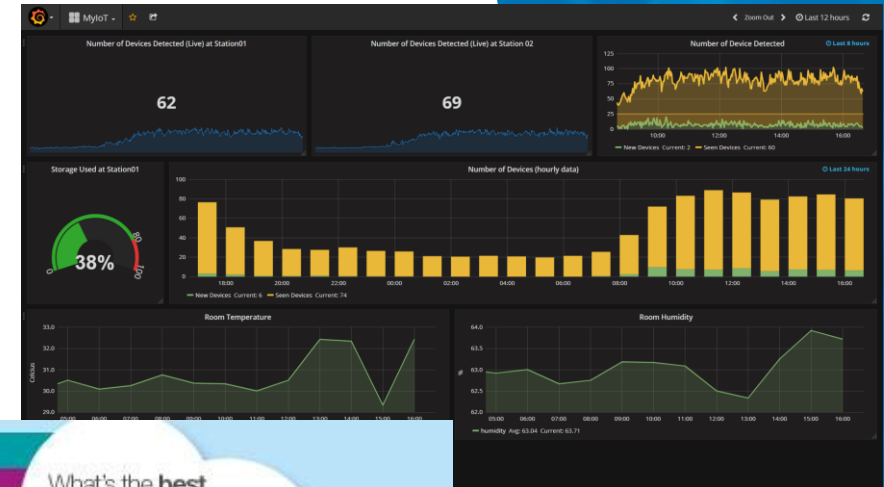 MyIoT
Zoom Out
Last 12 hours
Number of Devices Detected (Live) at Station01
62
Number of Devices Detected (Live) at Station 02
69
Number of Device Detected
Last 8 hours
125
100
75
50
25
0
10:00 12:00 14:00 16:00
New Devices Current: 2 Seen Devices Current: 60
Storage Used at Station01
0
80
100
38%
Number of Devices (hourly data)
Last 24 hours
100
80
60
40
20
0
18:00 20:00 22:00 00:00 02:00 04:00 06:00 08:00 10:00 12:00 14:00 16:00
New Devices Current: 6 Seen Devices Current: 74
Room Temperature
Celcius
33.0
32.0
31.0
30.0
29.0
05:00 06:00 07:00 08:00 09:00 10:00 11:00 12:00 13:00 14:00 15:00 16:00
Room Humidity
%
64.0
63.5
63.0
62.5
62.0
05:00 06:00 07:00 08:00 09:00 10:00 11:00 12:00 13:00 14:00 15:00 16:00
humidity Avg: 63.04 Current: 63.71
What's the best